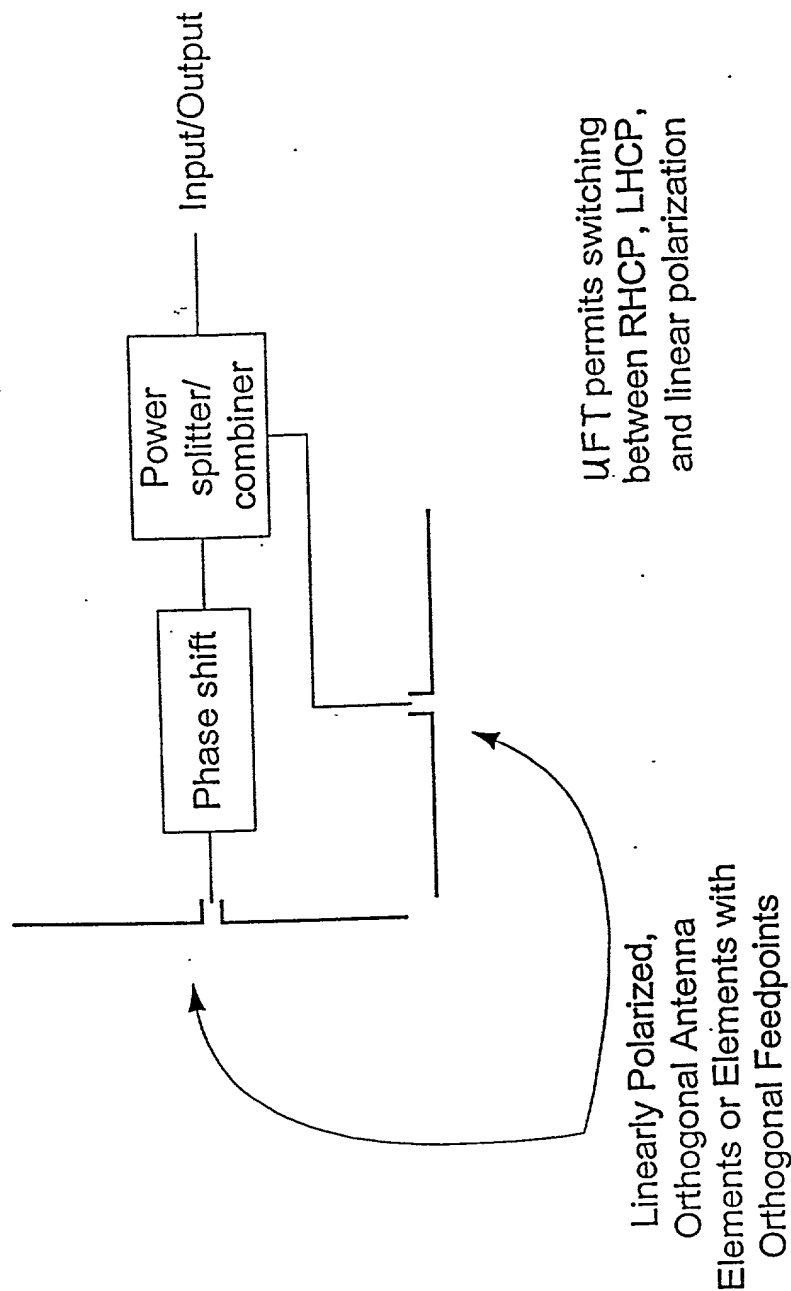 Input/Output
Power
splitter/
combiner
Phase shift
UFT permits switching
between RHCP, LHCP,
and linear polarization
Linearly Polarized,
Orthogonal Antenna
Elements or Elements with
Orthogonal Feedpoints